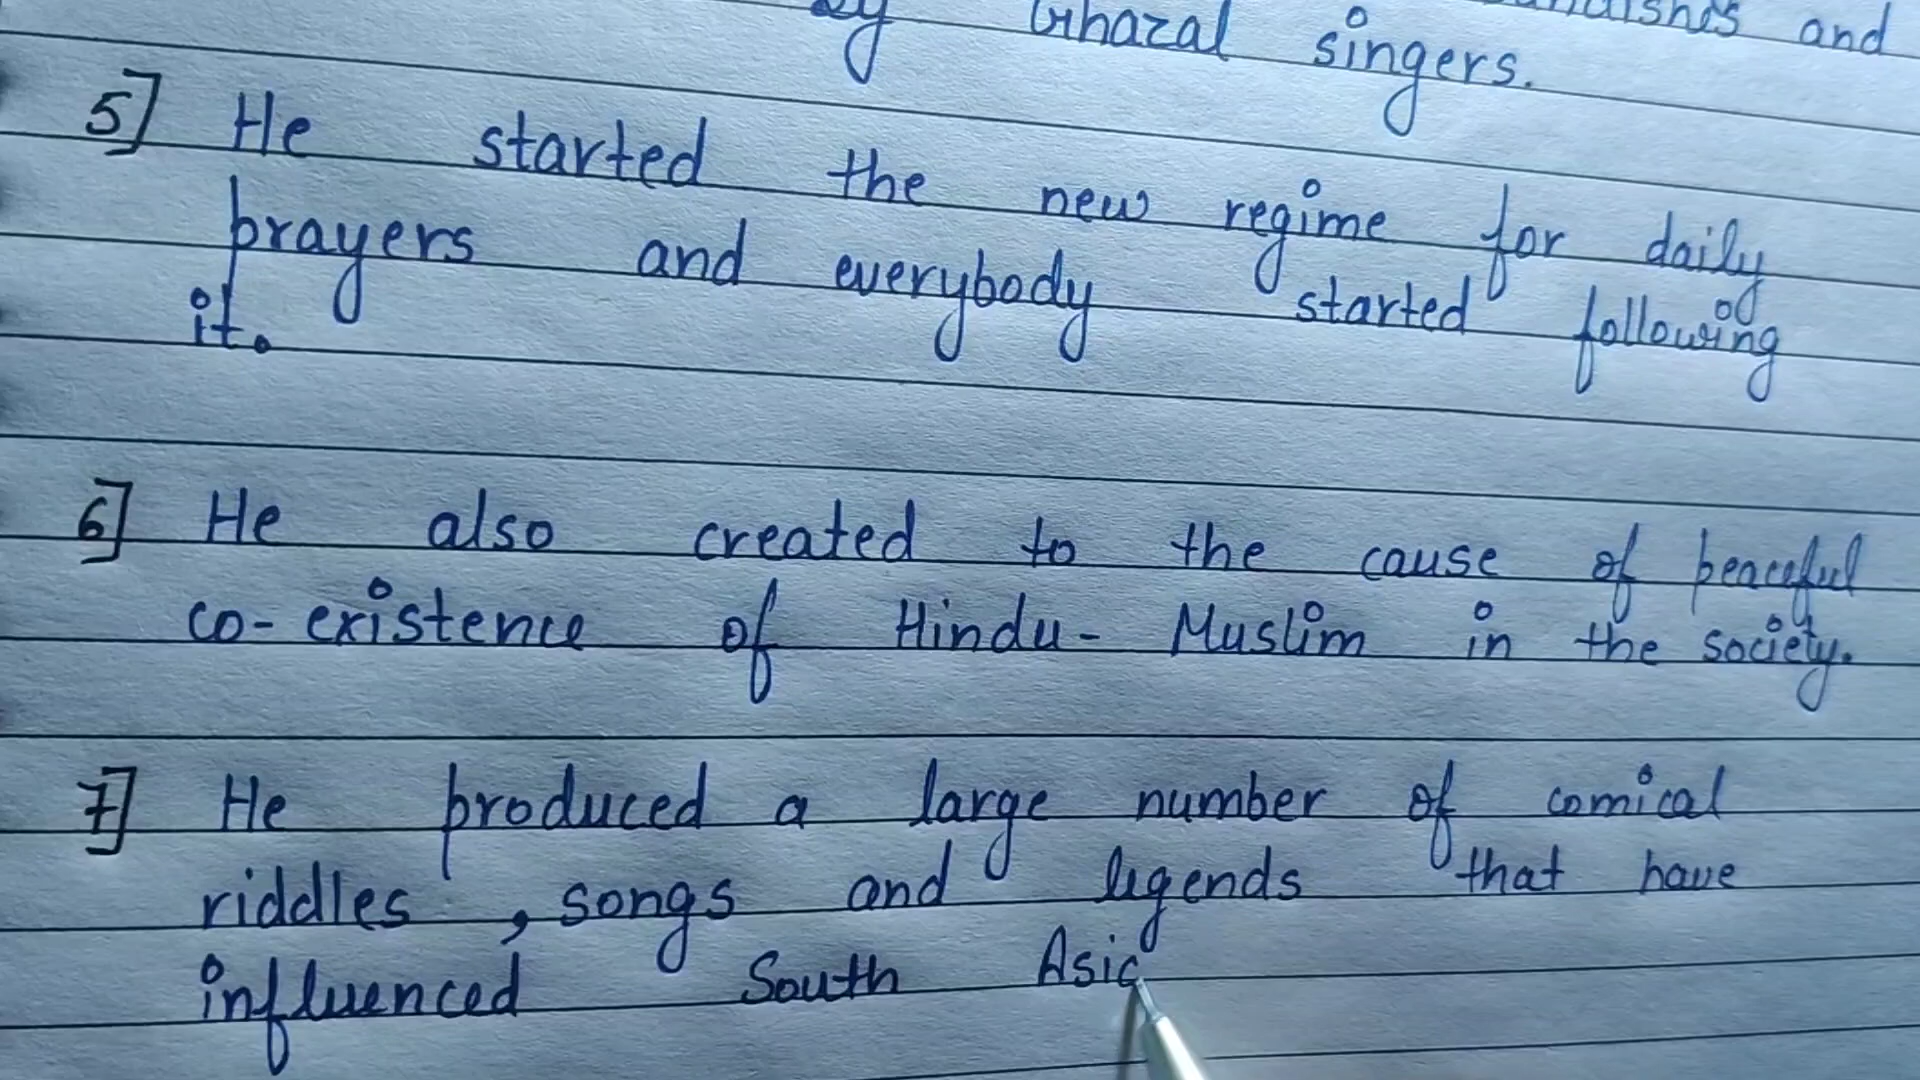 by Ghazal singers. and
5] He started the new regime for daily
prayers and everybody started following
it.
6] He also created to the cause of peaceful
co-existence of Hindu- Muslim in the society.
7] He produced a large number of comical
riddles, songs and legends that have
influenced South Asia